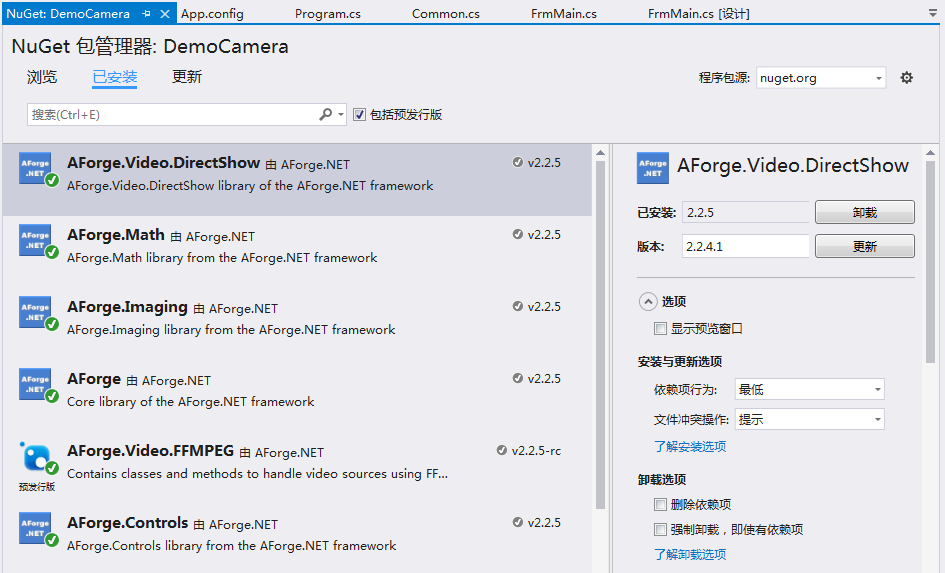 NuGet: DemoCamera App.config Program.cs Common.cs FrmMain.cs FrmMain.cs [设计]
NuGet 包管理器: DemoCamera
浏览 已安装 更新
程序包源: nuget.org
搜索(Ctrl+E) 包括预发行版
AForge.NET AForge.Video.DirectShow 由 AForge.NET v2.2.5
AForge.Video.DirectShow library of the AForge.NET framework
AForge.NET AForge.Math 由 AForge.NET v2.2.5
AForge.Math library from the AForge.NET framework
AForge.NET AForge.Imaging 由 AForge.NET v2.2.5
AForge.Imaging library from the AForge.NET framework
AForge.NET AForge 由 AForge.NET v2.2.5
Core library of the AForge.NET framework
AForge.Video.FFMPEG 由 AForge.NET v2.2.5-rc
Contains classes and methods to handle video sources using FF...
预发行版
AForge.NET AForge.Controls 由 AForge.NET v2.2.5
AForge.Controls library from the AForge.NET framework
AForge.NET AForge.Video.DirectShow
已安装: 2.2.5 卸载
版本: 2.2.4.1 更新
选项
显示预览窗口
安装与更新选项
依赖项行为: 最低
文件冲突操作: 提示
了解安装选项
卸载选项
删除依赖项
强制卸载，即使有依赖项
了解卸载选项